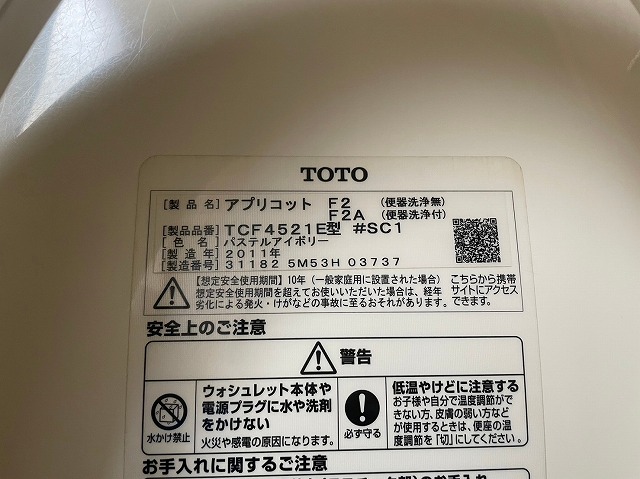 TOTO
[製品名] アプリコット F2 (便器洗浄無)
F2A (便器洗浄付)
[製品品番] TCF4521E型 #SC1
[色名] パステルアイボリー
[製造年] 2011年
[製造番号] 31182 5M53H 03737
【想定安全使用期間】10年（一般家庭用に設置された場合）
想定安全使用期間を超えてお使いいただいた場合は、経年
劣化による発火・けがなどの事故に至るおそれがあります。
こちらから携帯
サイトにアクセス
できます。
安全上のご注意
警告
水かけ禁止
ウォシュレット本体や
電源プラグに水や洗剤
をかけない
火災や感電の原因になります。
必ず守る
低温やけどに注意する
お子様や自分で温度調節がで
きない方、皮膚の弱い方など
が使用するときは、便座の温
度調節を「切」にしてください。
お手入れに関するご注意